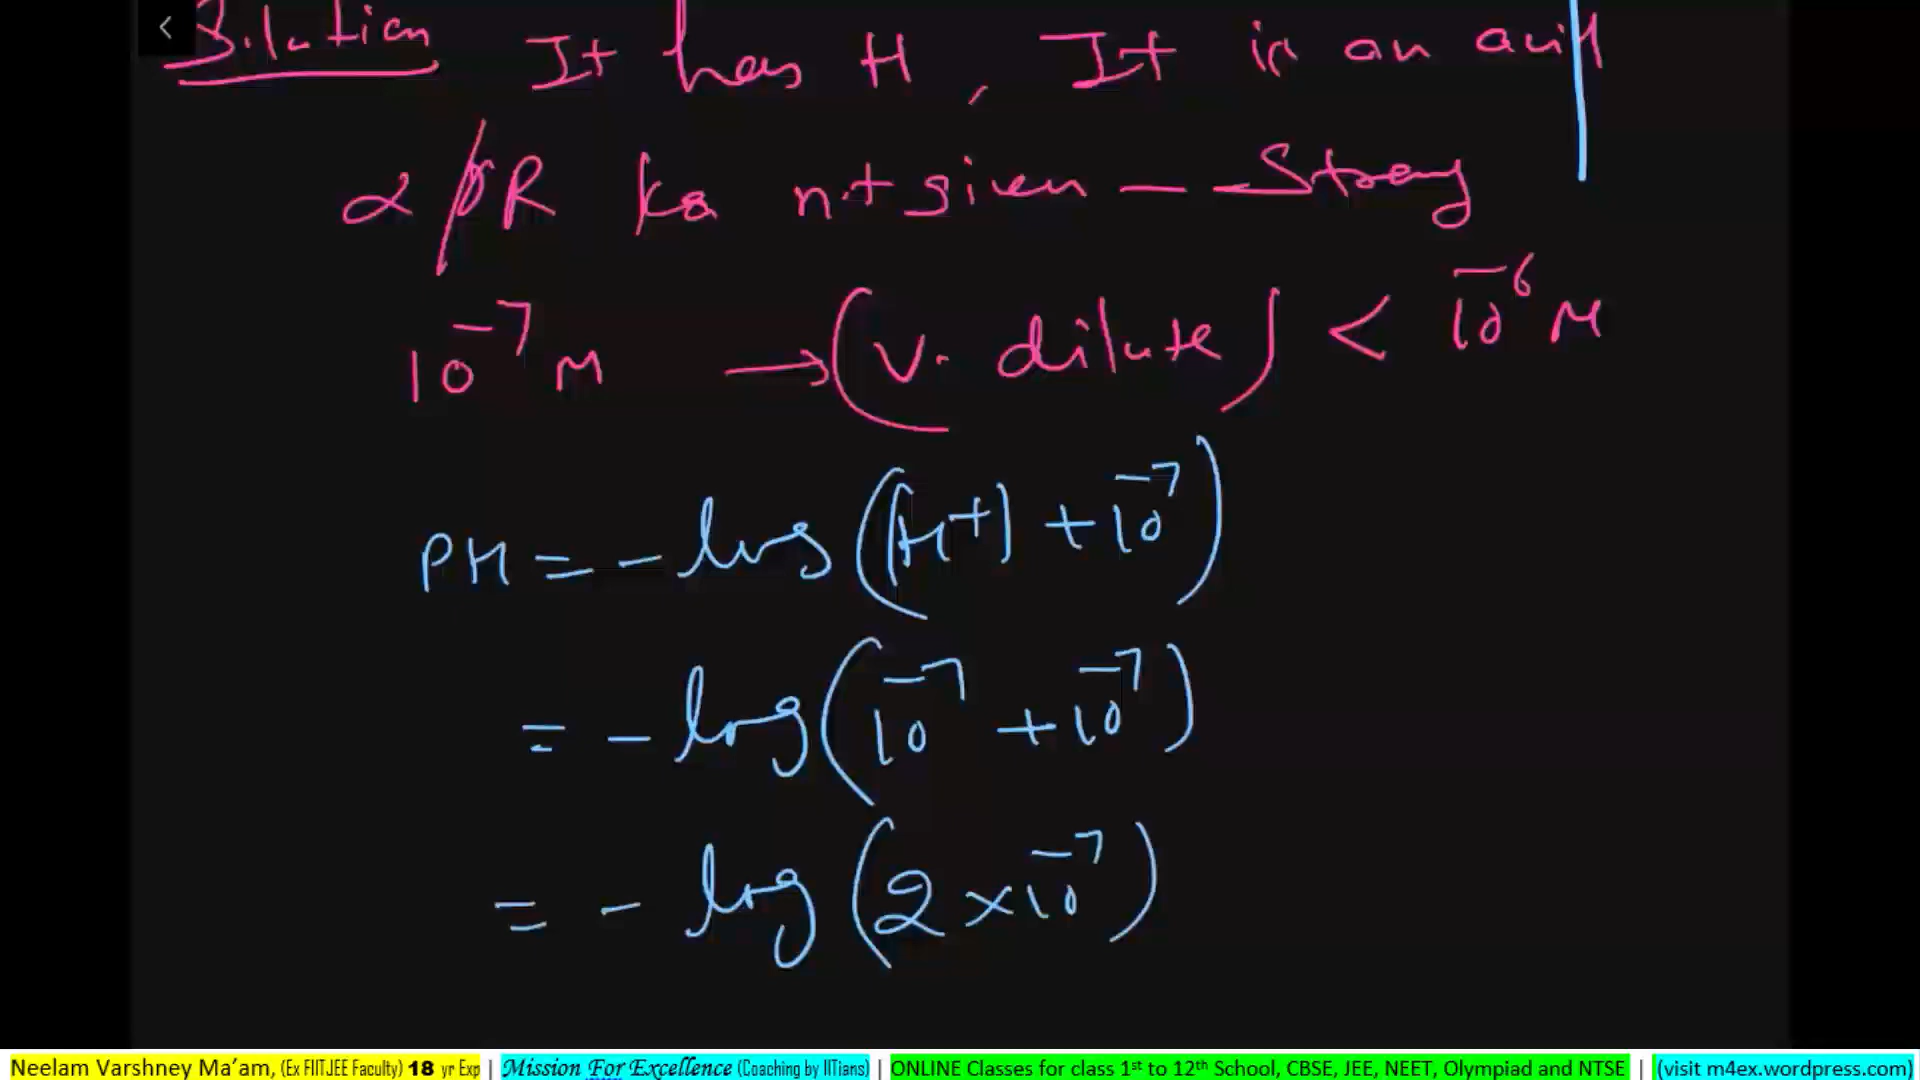 Solution It has H, It is an acid
α / OR Ka not given — Strong
10⁻⁷ M → (v. dilute) < 10⁻⁶ M
PH = - log ([H+] + 10⁻⁷)
= - log (10⁻⁷ + 10⁻⁷)
= - log (2 × 10⁻⁷)
Neelam Varshney Ma’am, (Ex FIITJEE Faculty) 18 yr Exp | Mission For Excellence (Coaching by IITians) | ONLINE Classes for class 1st to 12th School, CBSE, JEE, NEET, Olympiad and NTSE | (visit m4ex.wordpress.com)